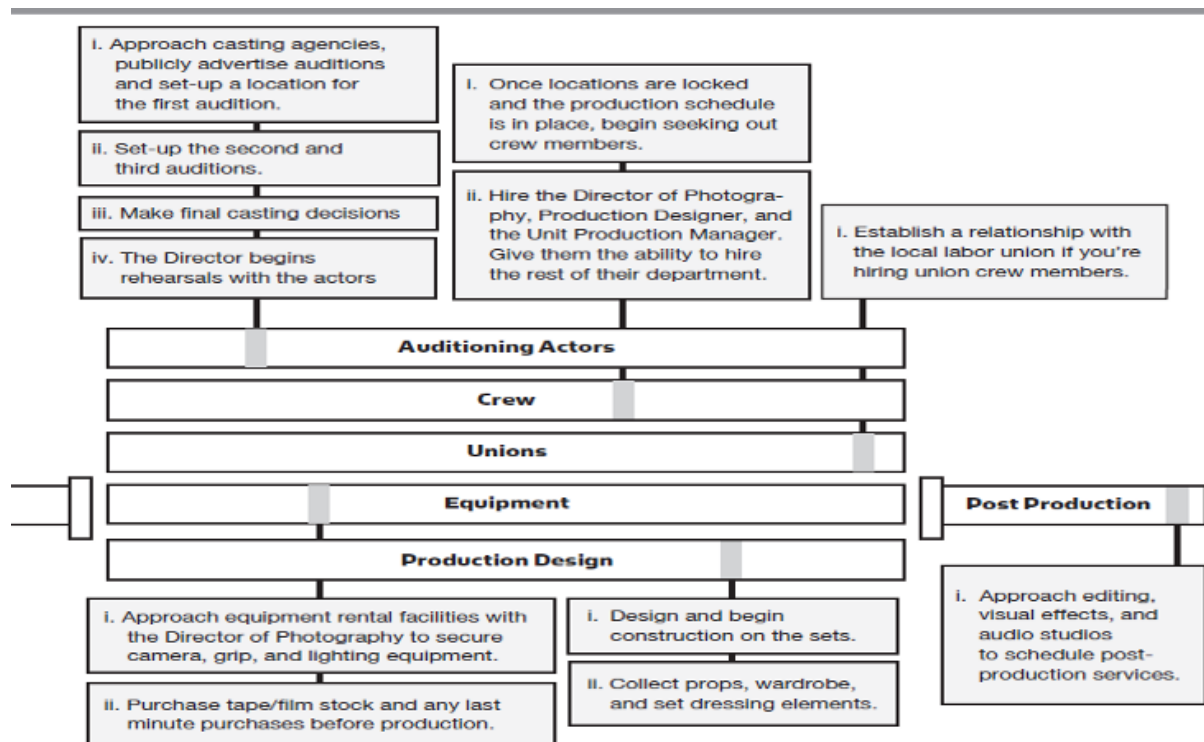 i. Approach casting agencies,
publicly advertise auditions
and set-up a location for
the first audition.
ii. Set-up the second and
third auditions.
iii. Make final casting decisions
iv. The Director begins
rehearsals with the actors
i. Once locations are locked
and the production schedule
is in place, begin seeking out
crew members.
ii. Hire the Director of Photogra-
phy, Production Designer, and
the Unit Production Manager.
Give them the ability to hire
the rest of their department.
i. Establish a relationship with
the local labor union if you're
hiring union crew members.
Auditioning Actors
Crew
Unions
Equipment
Production Design
Post Production
i. Approach equipment rental facilities with
the Director of Photography to secure
camera, grip, and lighting equipment.
ii. Purchase tape/film stock and any last
minute purchases before production.
i. Design and begin
construction on the sets.
ii. Collect props, wardrobe,
and set dressing elements.
i. Approach editing,
visual effects, and
audio studios
to schedule post-
production services.